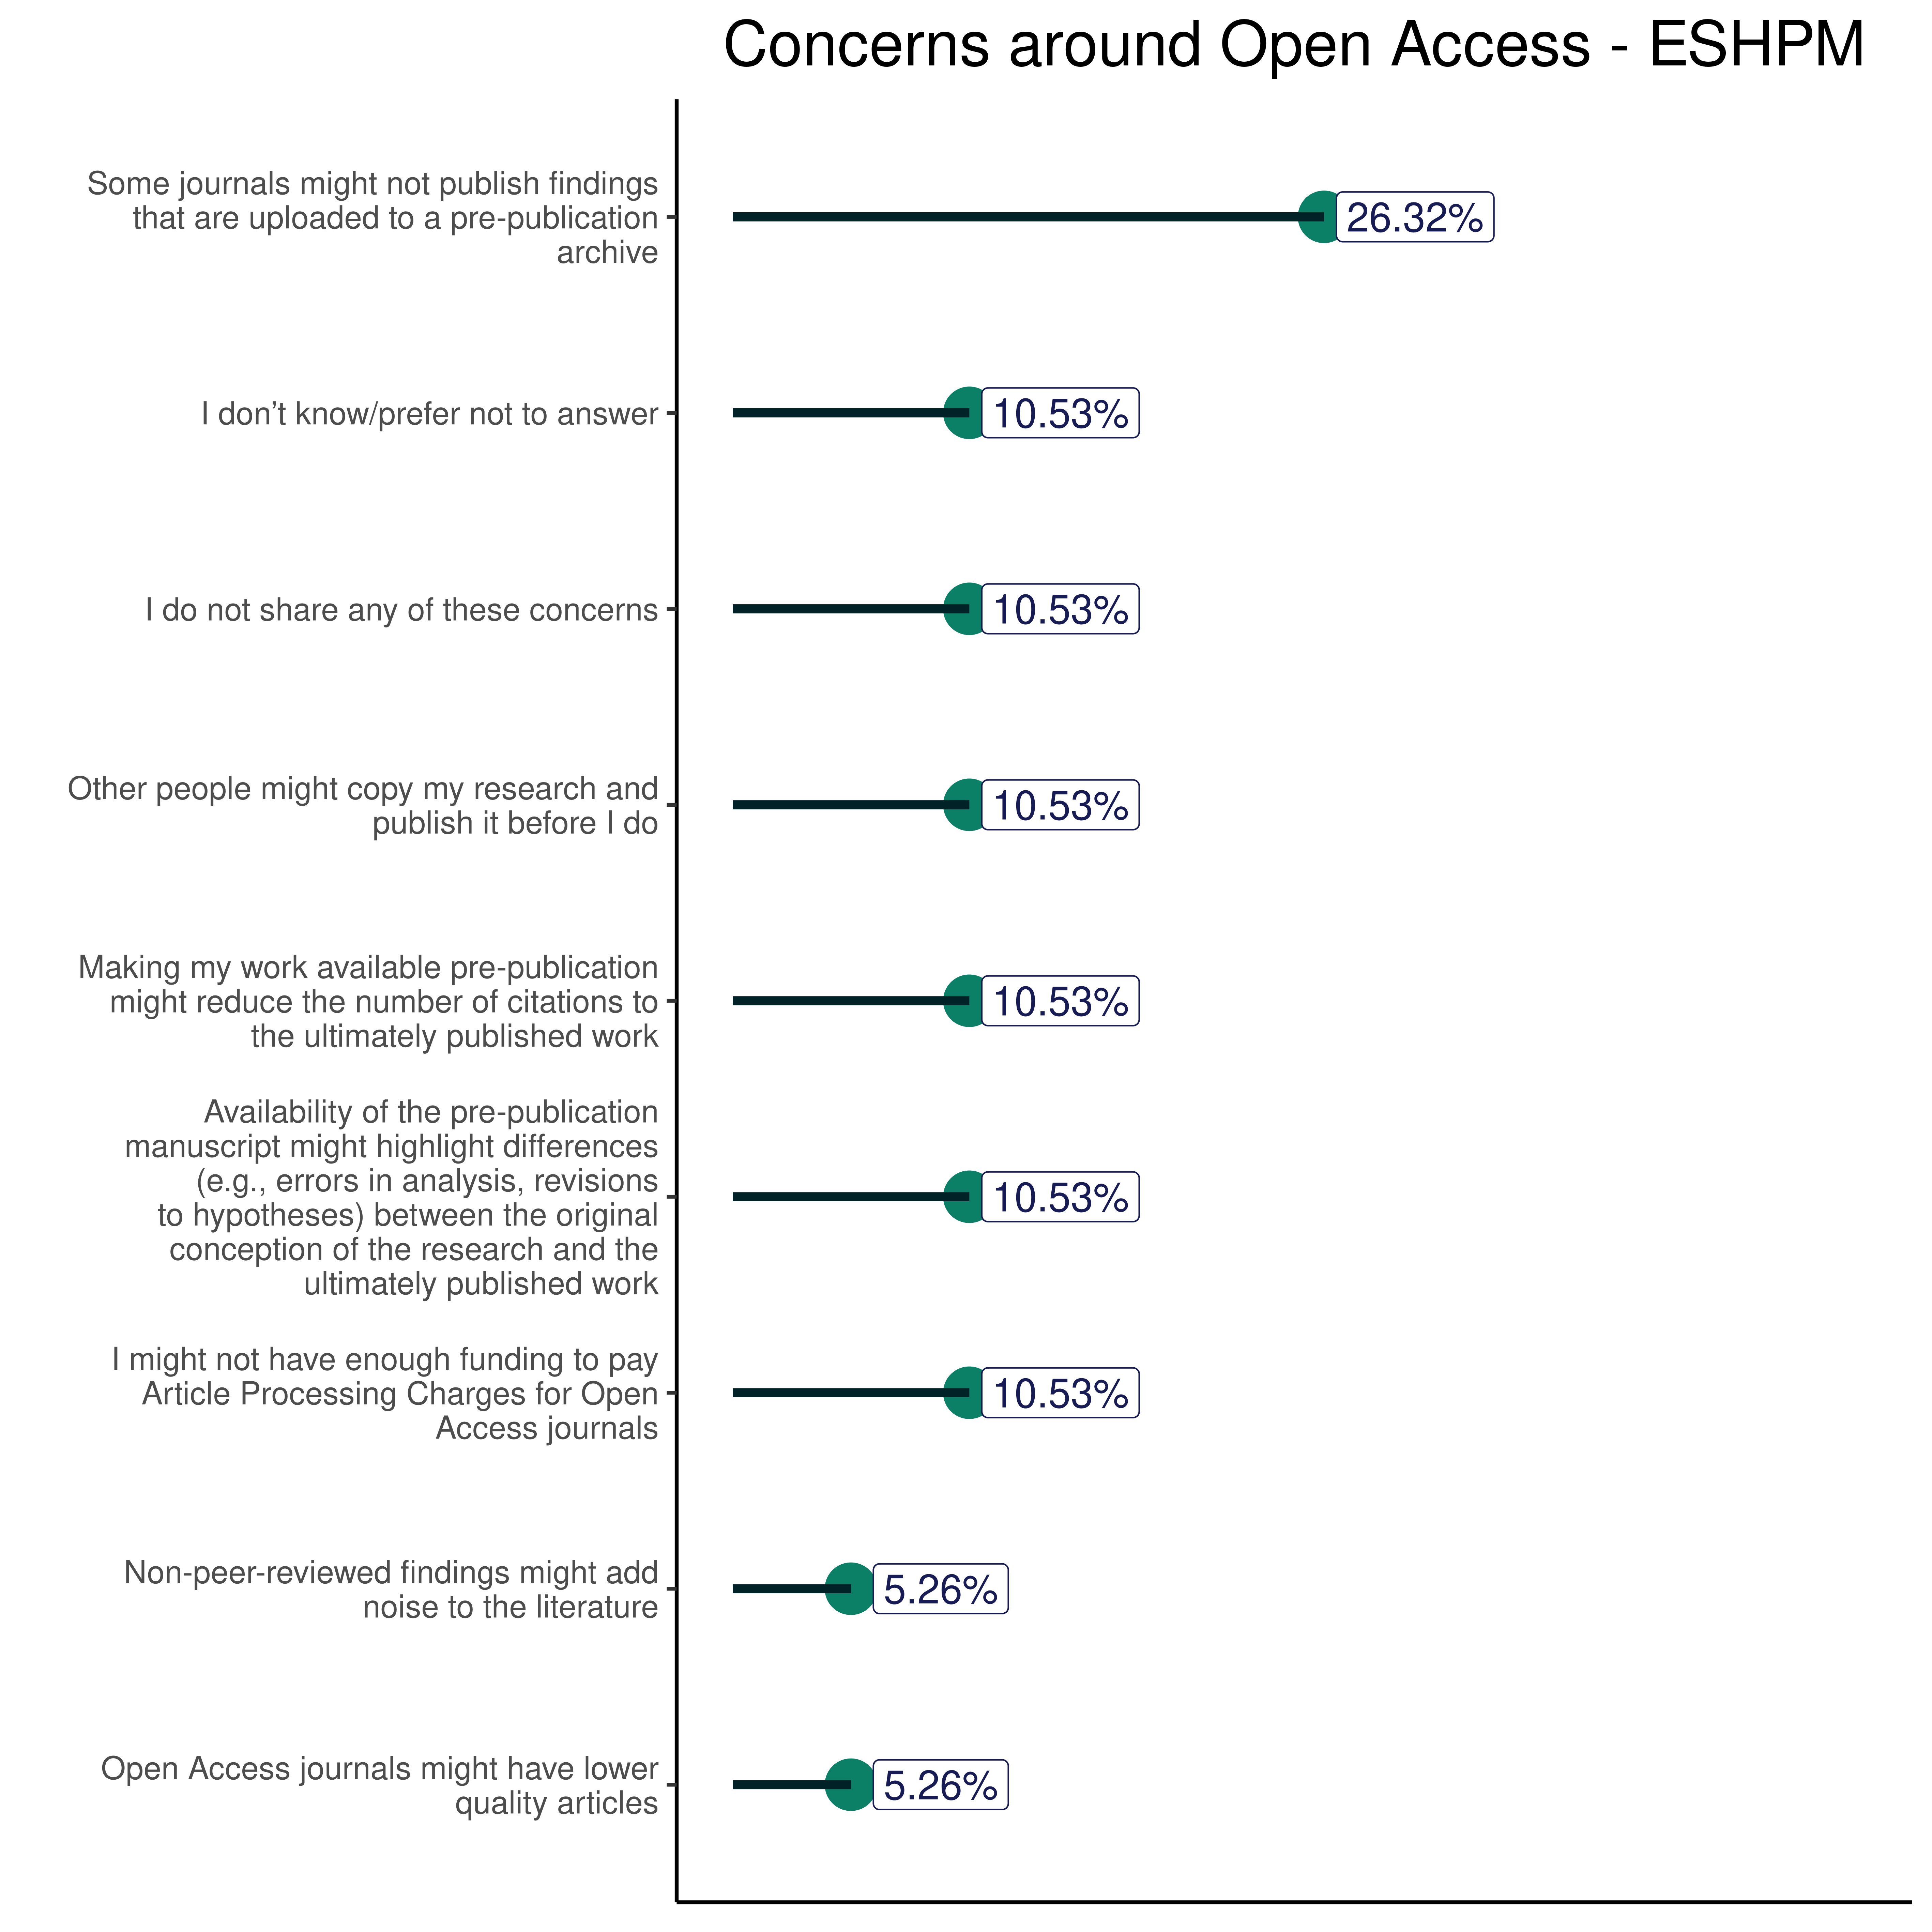 Concerns around Open Access - ESHPM
Some journals might not publish findings
that are uploaded to a pre-publication
archive
26.32%
I don’t know/prefer not to answer
10.53%
I do not share any of these concerns
10.53%
Other people might copy my research and
publish it before I do
10.53%
Making my work available pre-publication
might reduce the number of citations to
the ultimately published work
10.53%
Availability of the pre-publication
manuscript might highlight differences
(e.g., errors in analysis, revisions
to hypotheses) between the original
conception of the research and the
ultimately published work
10.53%
I might not have enough funding to pay
Article Processing Charges for Open
Access journals
10.53%
Non-peer-reviewed findings might add
noise to the literature
5.26%
Open Access journals might have lower
quality articles
5.26%